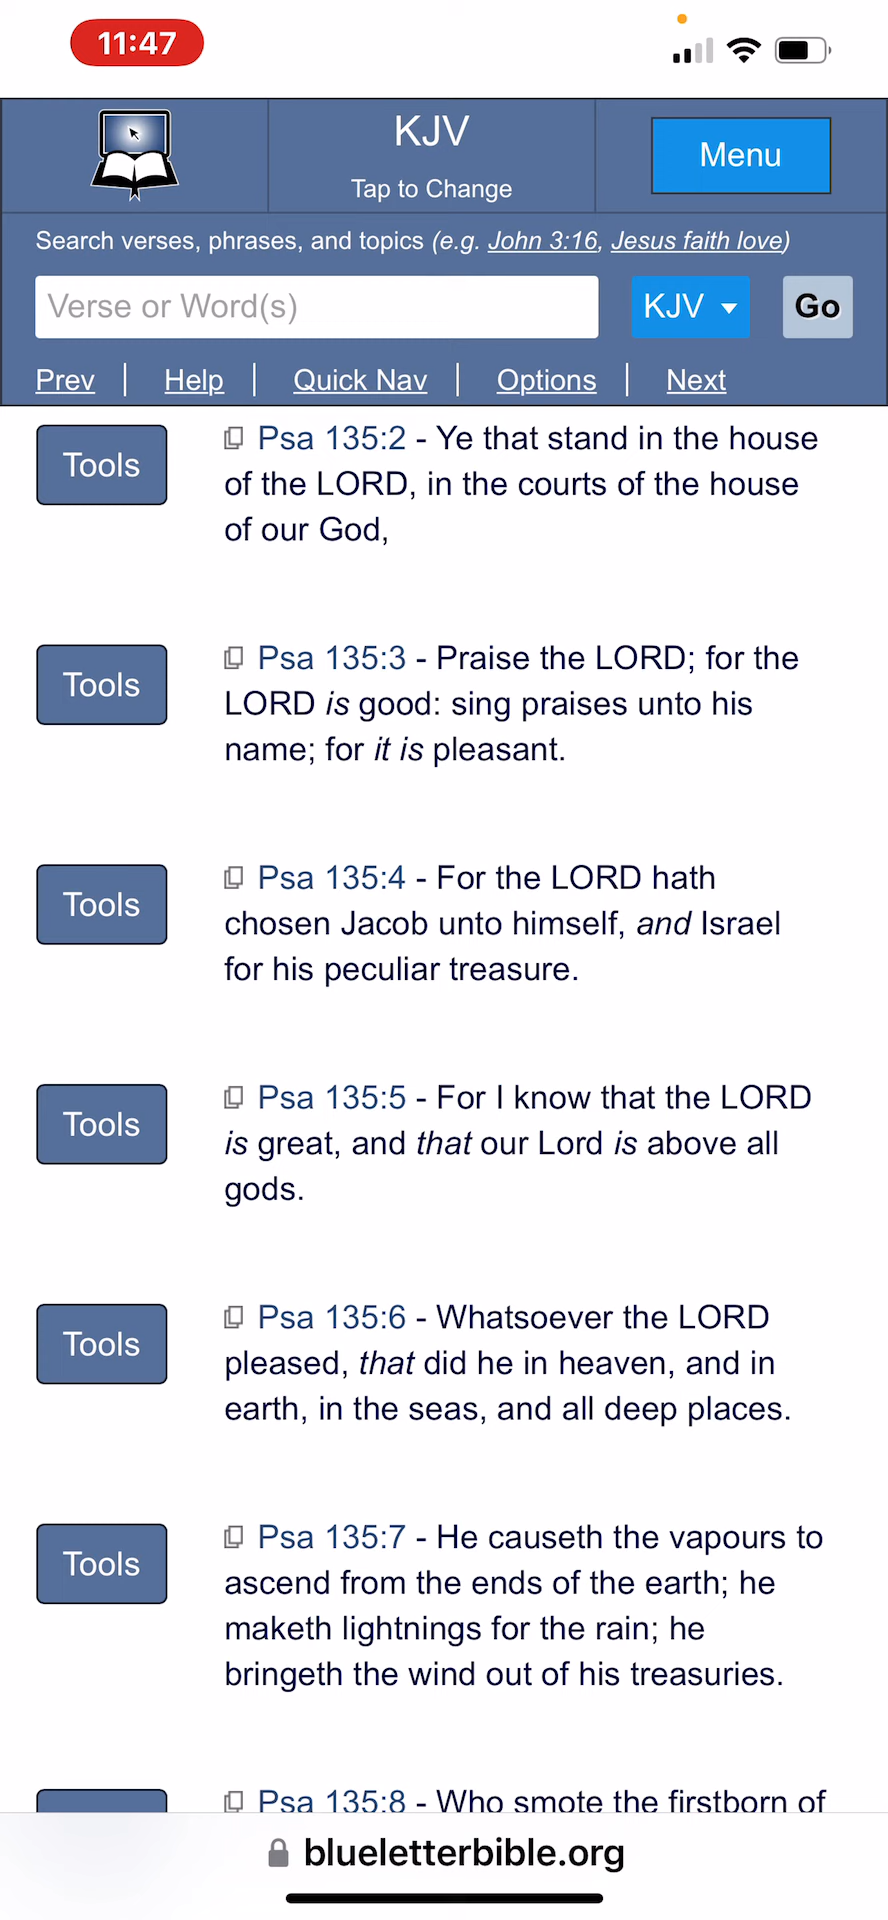 11:47
KJV
Tap to Change
Menu
Search verses, phrases, and topics (e.g. John 3:16, Jesus faith love)
Verse or Word(s)
KJV
Go
Prev | Help | Quick Nav | Options | Next
Tools
Psa 135:2 - Ye that stand in the house
of the LORD, in the courts of the house
of our God,
Tools
Psa 135:3 - Praise the LORD; for the
LORD is good: sing praises unto his
name; for it is pleasant.
Tools
Psa 135:4 - For the LORD hath
chosen Jacob unto himself, and Israel
for his peculiar treasure.
Tools
Psa 135:5 - For I know that the LORD
is great, and that our Lord is above all
gods.
Tools
Psa 135:6 - Whatsoever the LORD
pleased, that did he in heaven, and in
earth, in the seas, and all deep places.
Tools
Psa 135:7 - He causeth the vapours to
ascend from the ends of the earth; he
maketh lightnings for the rain; he
bringeth the wind out of his treasuries.
Psa 135:8 - Who smote the firstborn of
blueletterbible.org